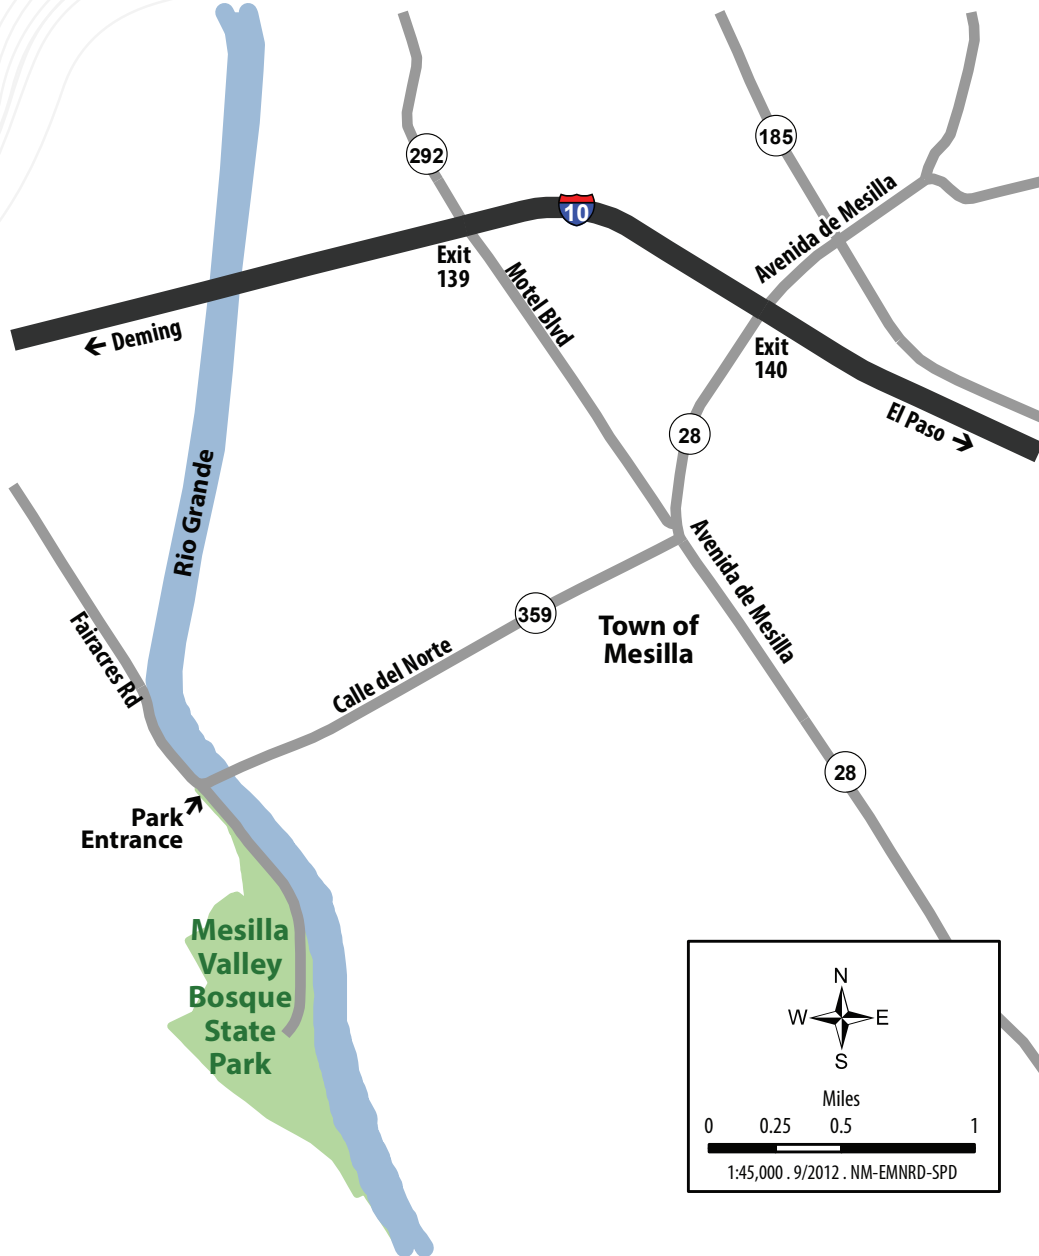 292
185
10
Avenida de Mesilla
Exit
139
Motel Blvd
← Deming
Exit
140
El Paso →
28
Rio Grande
Avenida de Mesilla
359
Town of
Mesilla
Fairacres Rd
Calle del Norte
28
Park
Entrance
Mesilla
Valley
Bosque
State
Park
N
W E
S
Miles
0 0.25 0.5 1
1:45,000 . 9/2012 . NM-EMNRD-SPD